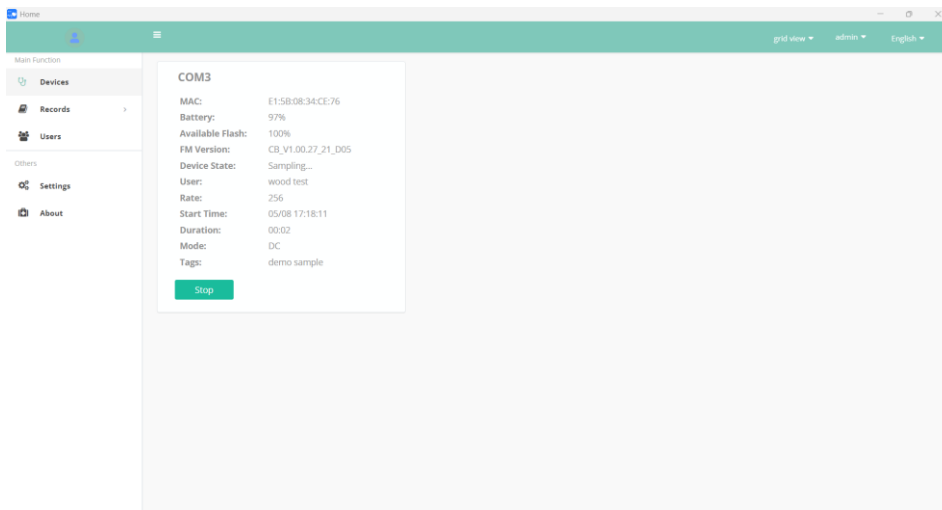 Home
grid view
admin
English
Main Function
Devices
Records
Users
Others
Settings
About
COM3
MAC: E1:5B:08:34:CE:76
Battery: 97%
Available Flash: 100%
FM Version: CB_V1.00.27_21_D05
Device State: Sampling...
User: wood test
Rate: 256
Start Time: 05/08 17:18:11
Duration: 00:02
Mode: DC
Tags: demo sample
Stop